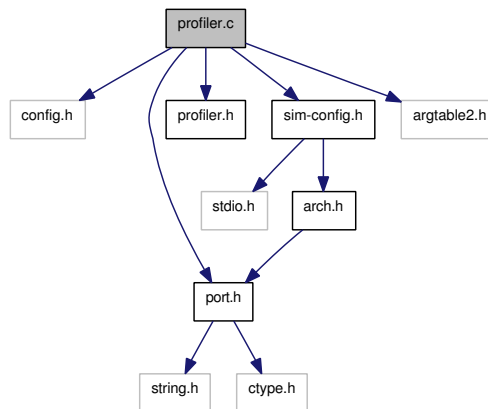 profiler.c
config.h
profiler.h
sim-config.h
argtable2.h
stdio.h
arch.h
port.h
string.h
ctype.h